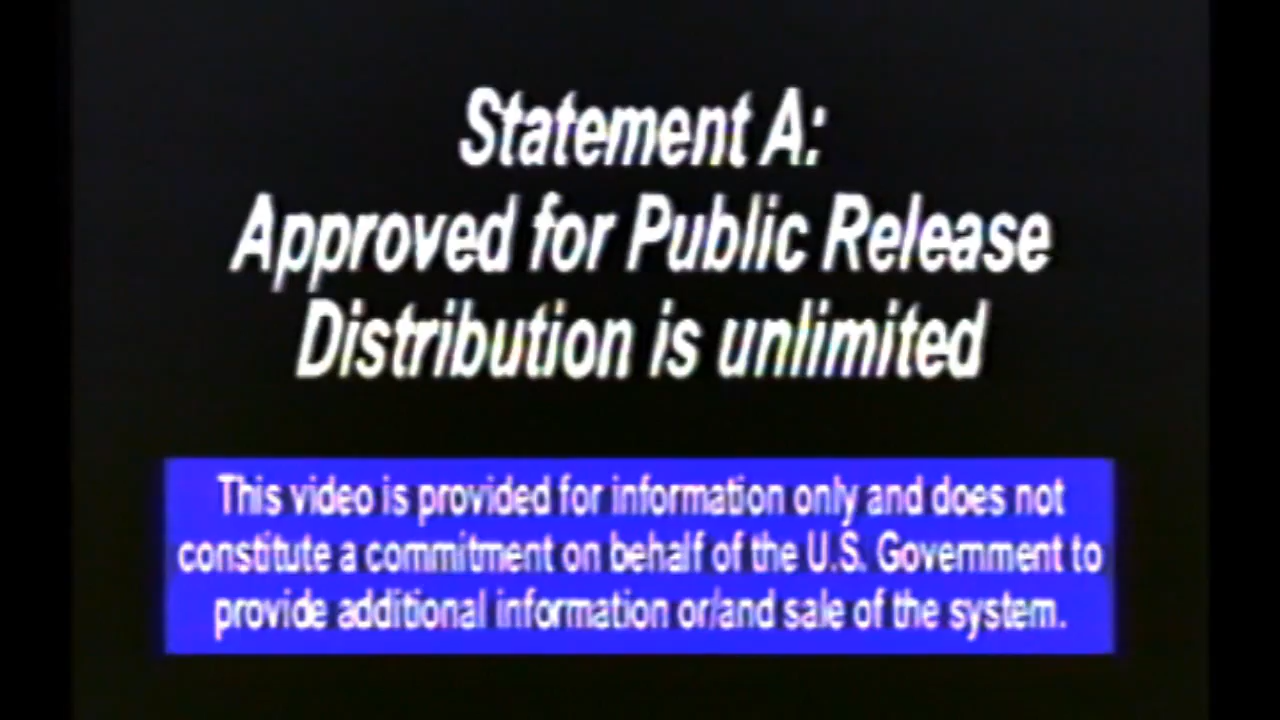 Statement A:
Approved for Public Release
Distribution is unlimited
This video is provided for information only and does not
constitute a commitment on behalf of the U.S. Government to
provide additional information or/and sale of the system.